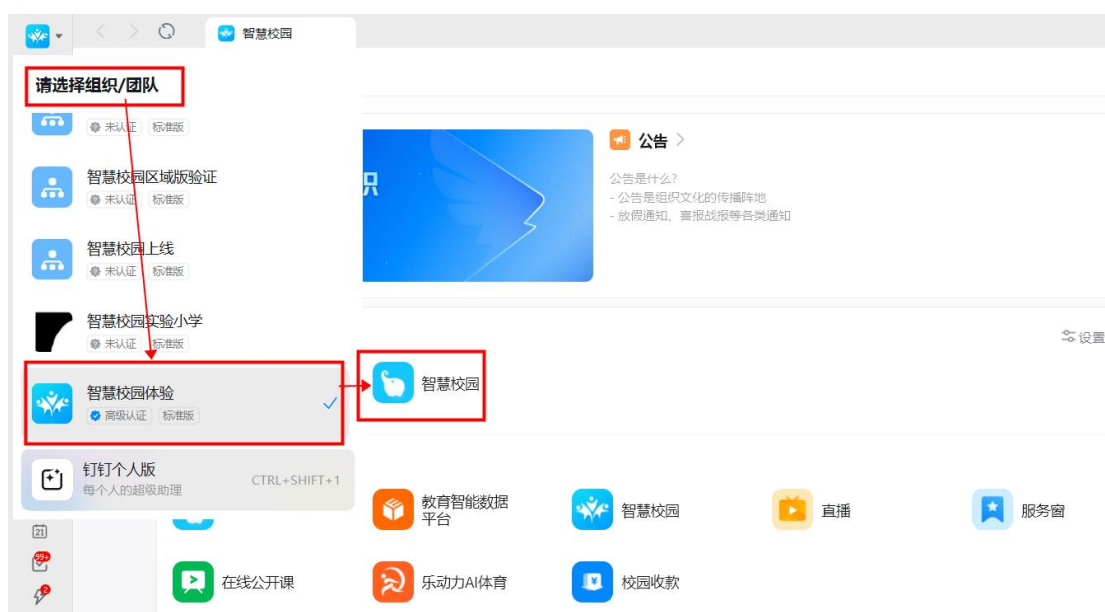 智慧校园
请选择组织/团队
未认证 标准版
智慧校园区域版验证
未认证 标准版
智慧校园上线
未认证 标准版
智慧校园实验小学
未认证 标准版
智慧校园体验
高级认证 标准版
钉钉个人版
每个人的超级助理
CTRL+SHIFT+1
21
99+
2
公告
公告是什么?
- 公告是组织文化的传播阵地
- 放假通知、喜报战报等各类通知
设置
智慧校园
教育智能数据
平台
智慧校园
直播
服务窗
在线公开课
乐动力AI体育
校园收款